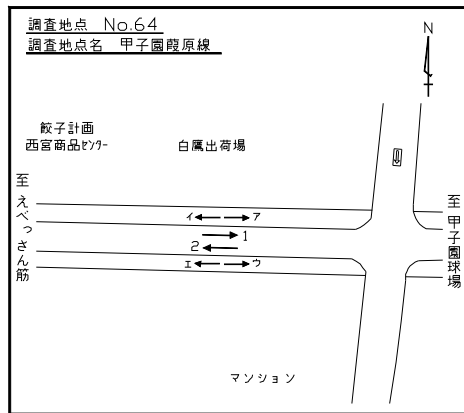 調査地点 No.64
調査地点名 甲子園葭原線
N
餃子計画
西宮商品ｾﾝﾀｰ
白鷹出荷場
至えべっさん筋
至甲子園球場
イ
ア
1
2
エ
ウ
マンション